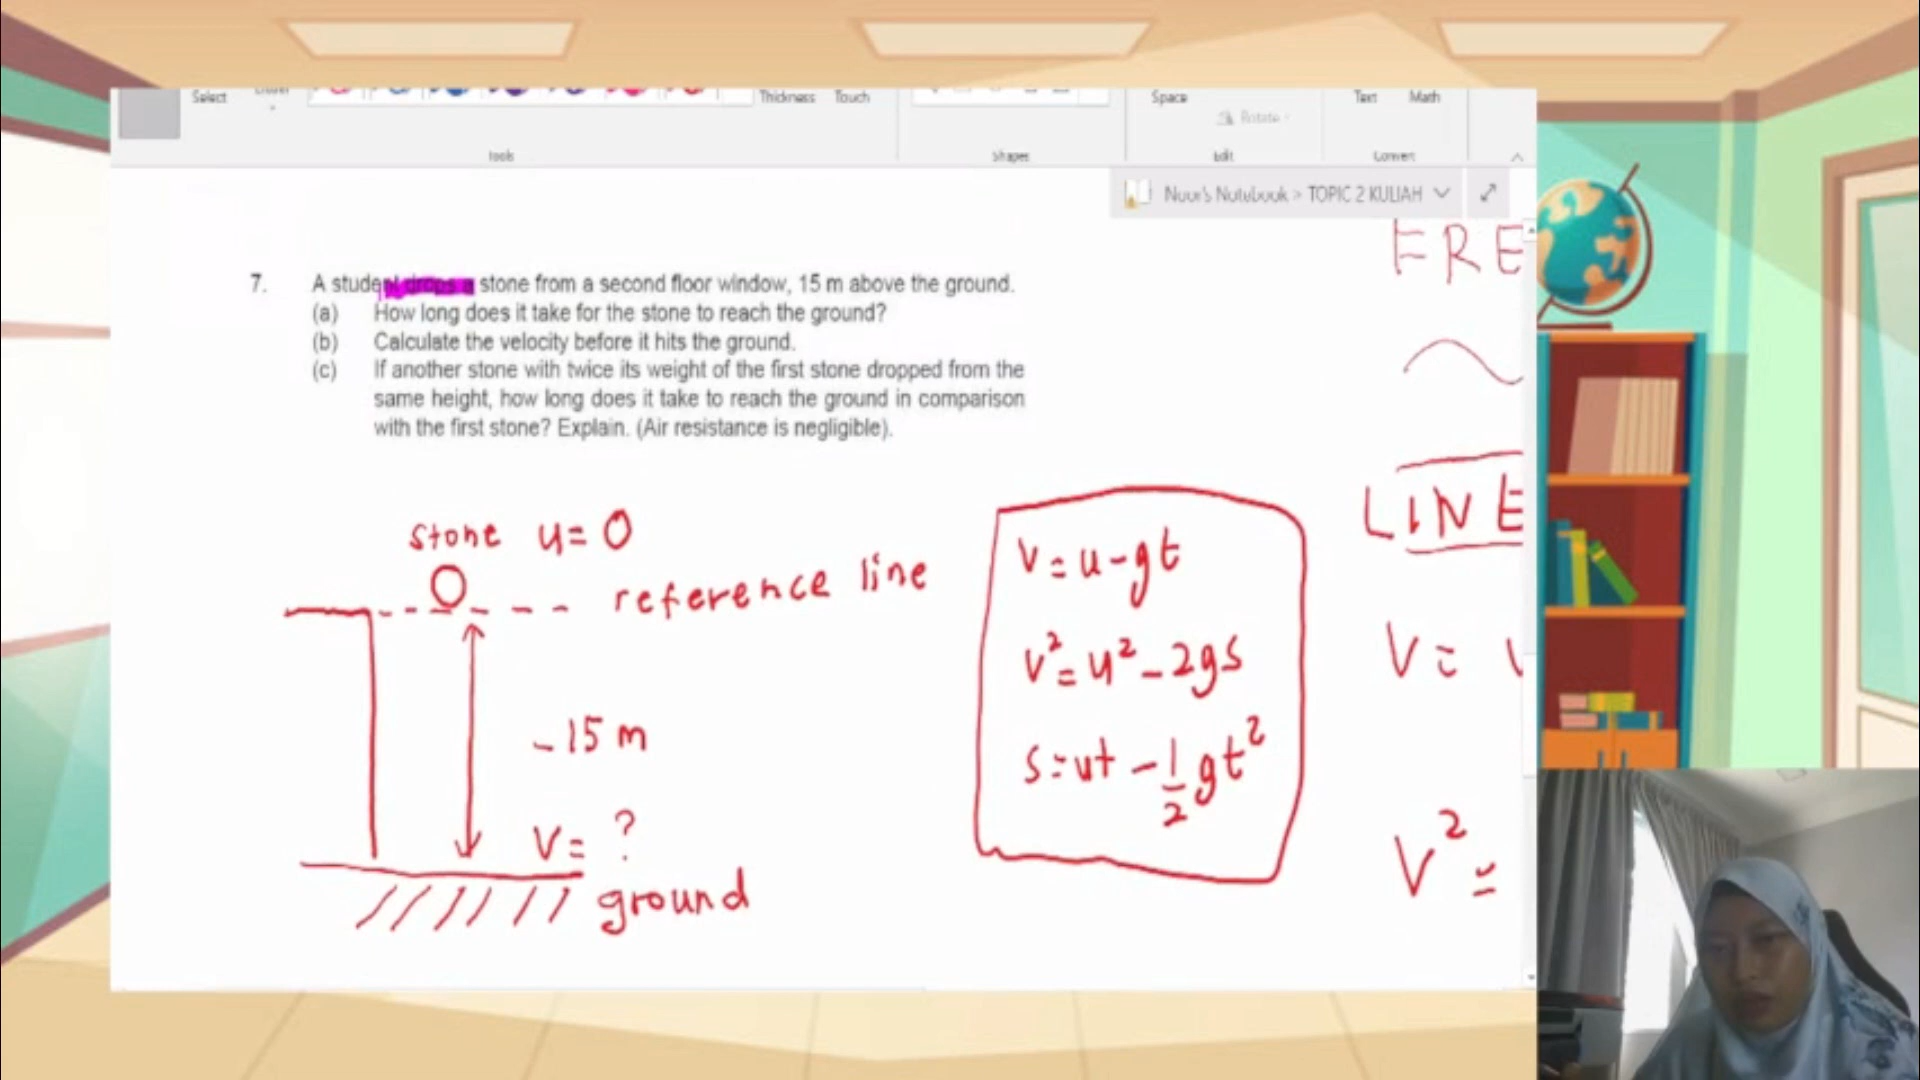 Select
Thickness Touch
Space
Text Math
Rotate
Tools
Shapes
Edit
Convert
Noor's Notebook > TOPIC 2 KULIAH
FRE
7. A student drops a stone from a second floor window, 15 m above the ground.
(a) How long does it take for the stone to reach the ground?
(b) Calculate the velocity before it hits the ground.
(c) If another stone with twice its weight of the first stone dropped from the
same height, how long does it take to reach the ground in comparison
with the first stone? Explain. (Air resistance is negligible).
LINE
stone u= 0
reference line
-15 m
v= ?
ground
v=u-gt
v²=u²-2gs
s=ut-½gt²
V=
V²=